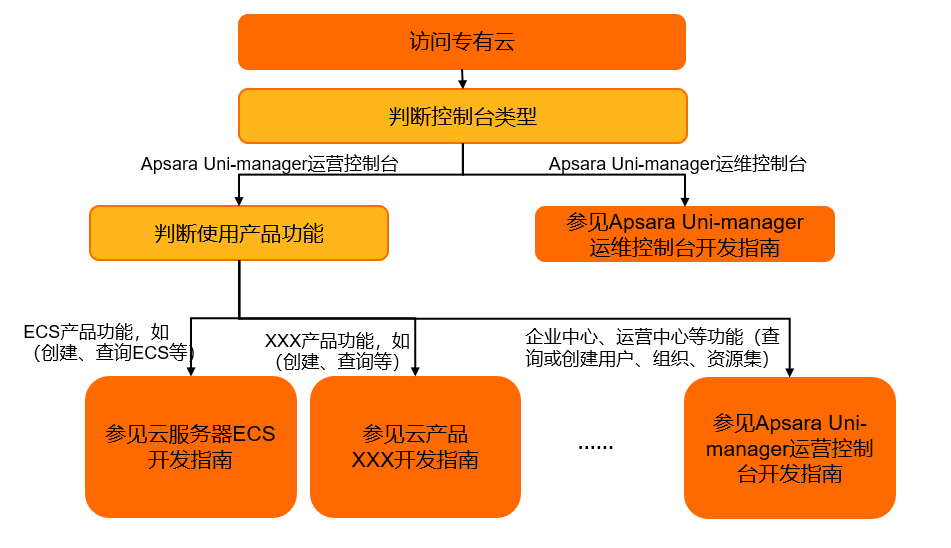 访问专有云
判断控制台类型
Apsara Uni-manager运营控制台
Apsara Uni-manager运维控制台
判断使用产品功能
参见Apsara Uni-manager
运维控制台开发指南
ECS产品功能，如
（创建、查询ECS等）
XXX产品功能，如
（创建、查询等）
企业中心、运营中心等功能（查
询或创建用户、组织、资源集）
参见云服务器ECS
开发指南
参见云产品
XXX开发指南
······
参见Apsara Uni-
manager运营控制
台开发指南